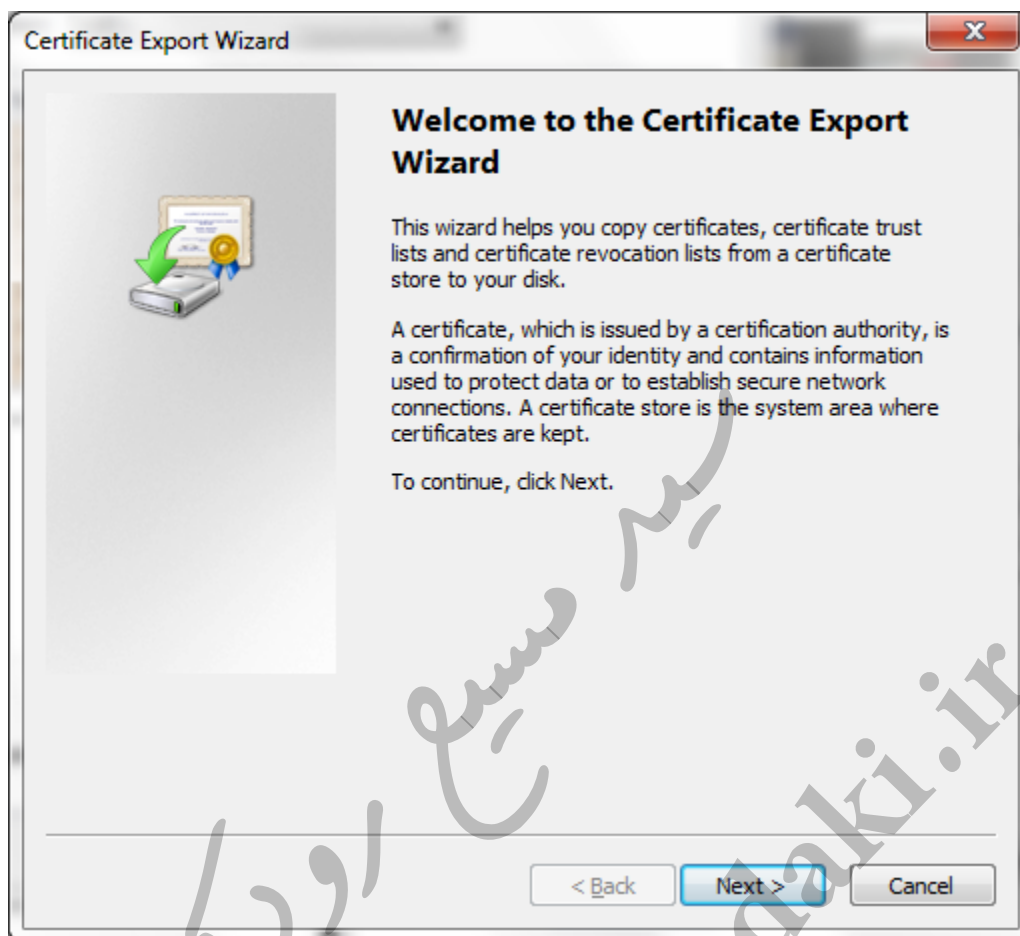 Certificate Export Wizard
Welcome to the Certificate Export
Wizard
This wizard helps you copy certificates, certificate trust
lists and certificate revocation lists from a certificate
store to your disk.
A certificate, which is issued by a certification authority, is
a confirmation of your identity and contains information
used to protect data or to establish secure network
connections. A certificate store is the system area where
certificates are kept.
To continue, click Next.
< Back
Next >
Cancel
daki.ir